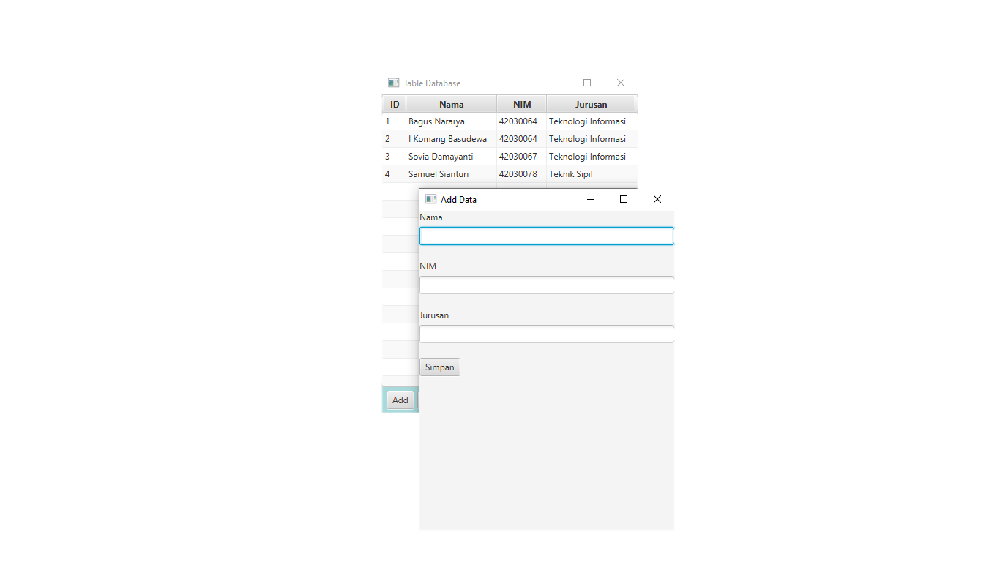 Table Database
ID Nama NIM Jurusan
1 Bagus Nararya 42030064 Teknologi Informasi
2 I Komang Basudewa 42030064 Teknologi Informasi
3 Sovia Damayanti 42030067 Teknologi Informasi
4 Samuel Sianturi 42030078 Teknik Sipil
Add Data
Nama
NIM
Jurusan
Simpan
Add